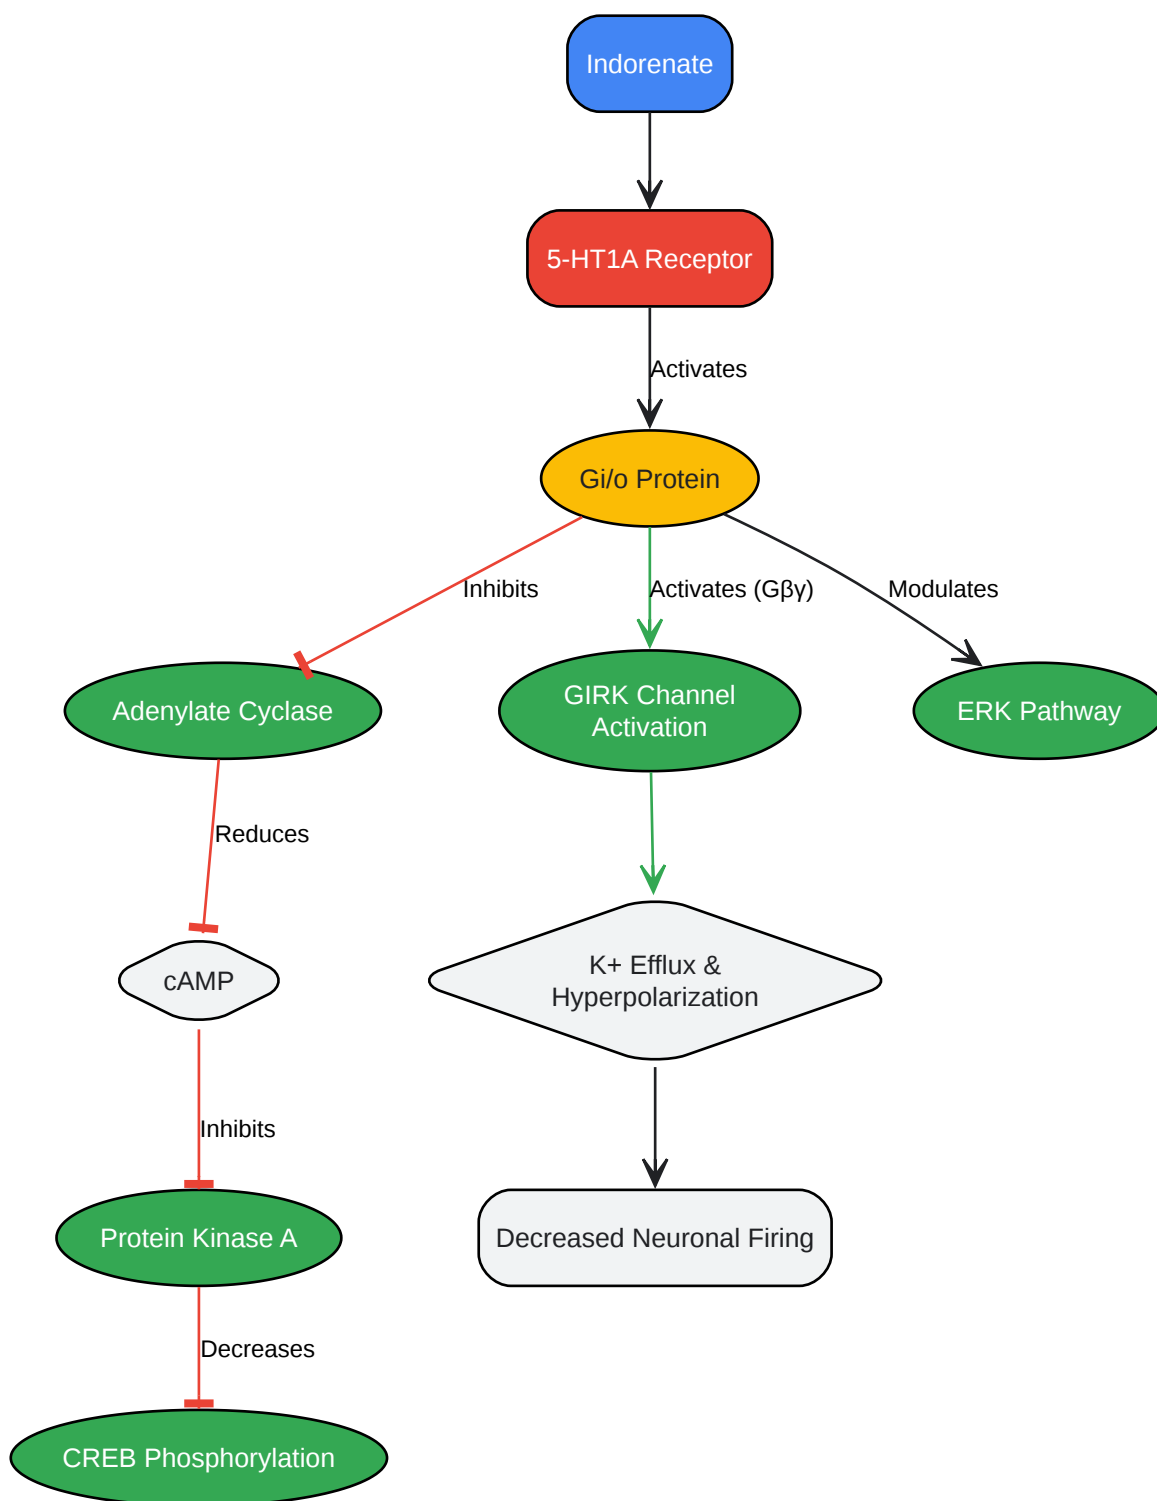 Indorenate
5-HT1A Receptor
Activates
Gi/o Protein
Inhibits
Activates (Gβγ)
Modulates
Adenylate Cyclase
GIRK Channel
Activation
ERK Pathway
Reduces
cAMP
K+ Efflux &
Hyperpolarization
Inhibits
Protein Kinase A
Decreased Neuronal Firing
Decreases
CREB Phosphorylation